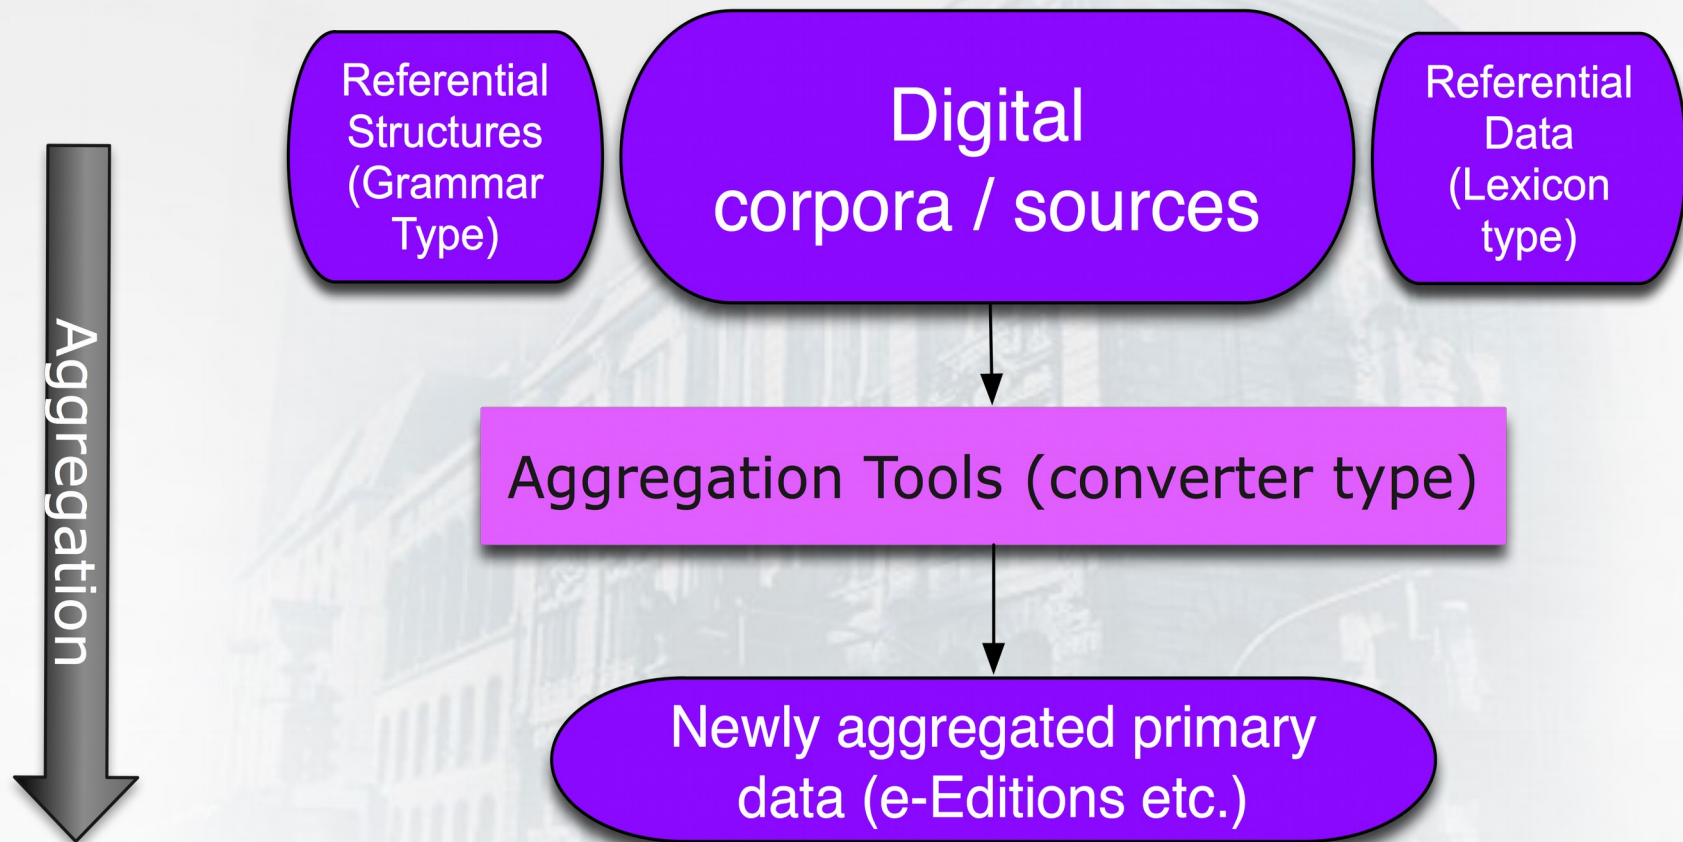 Referential
Structures
(Grammar
Type)
Digital
corpora / sources
Referential
Data
(Lexicon
type)
Aggregation
Aggregation Tools (converter type)
Newly aggregated primary
data (e-Editions etc.)